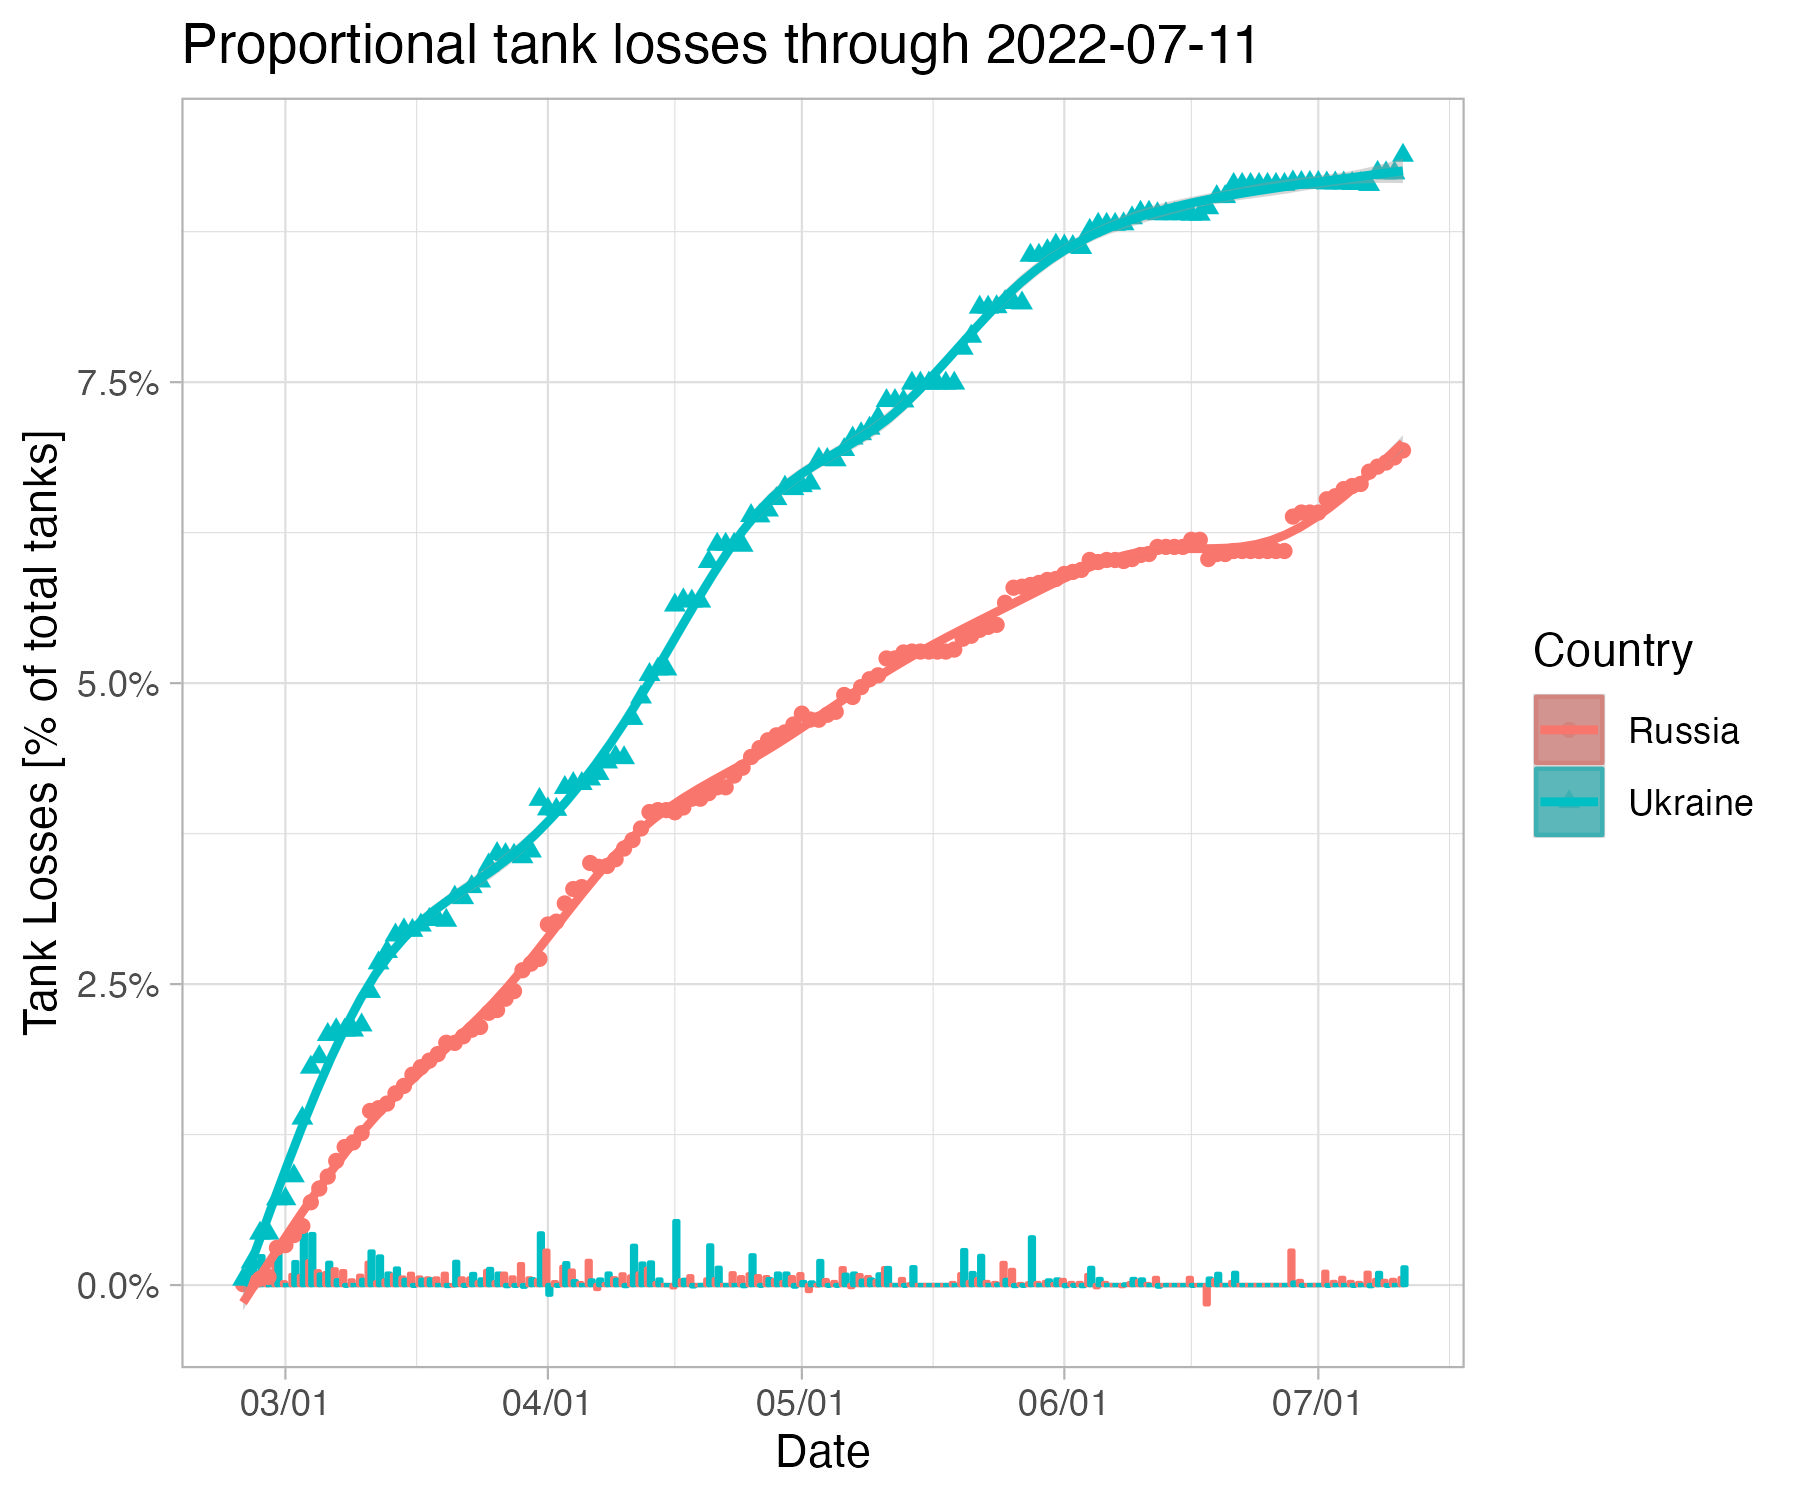 Proportional tank losses through 2022-07-11
Tank Losses [% of total tanks]
7.5%
5.0%
2.5%
0.0%
03/01
04/01
05/01
06/01
07/01
Date
Country
Russia
Ukraine